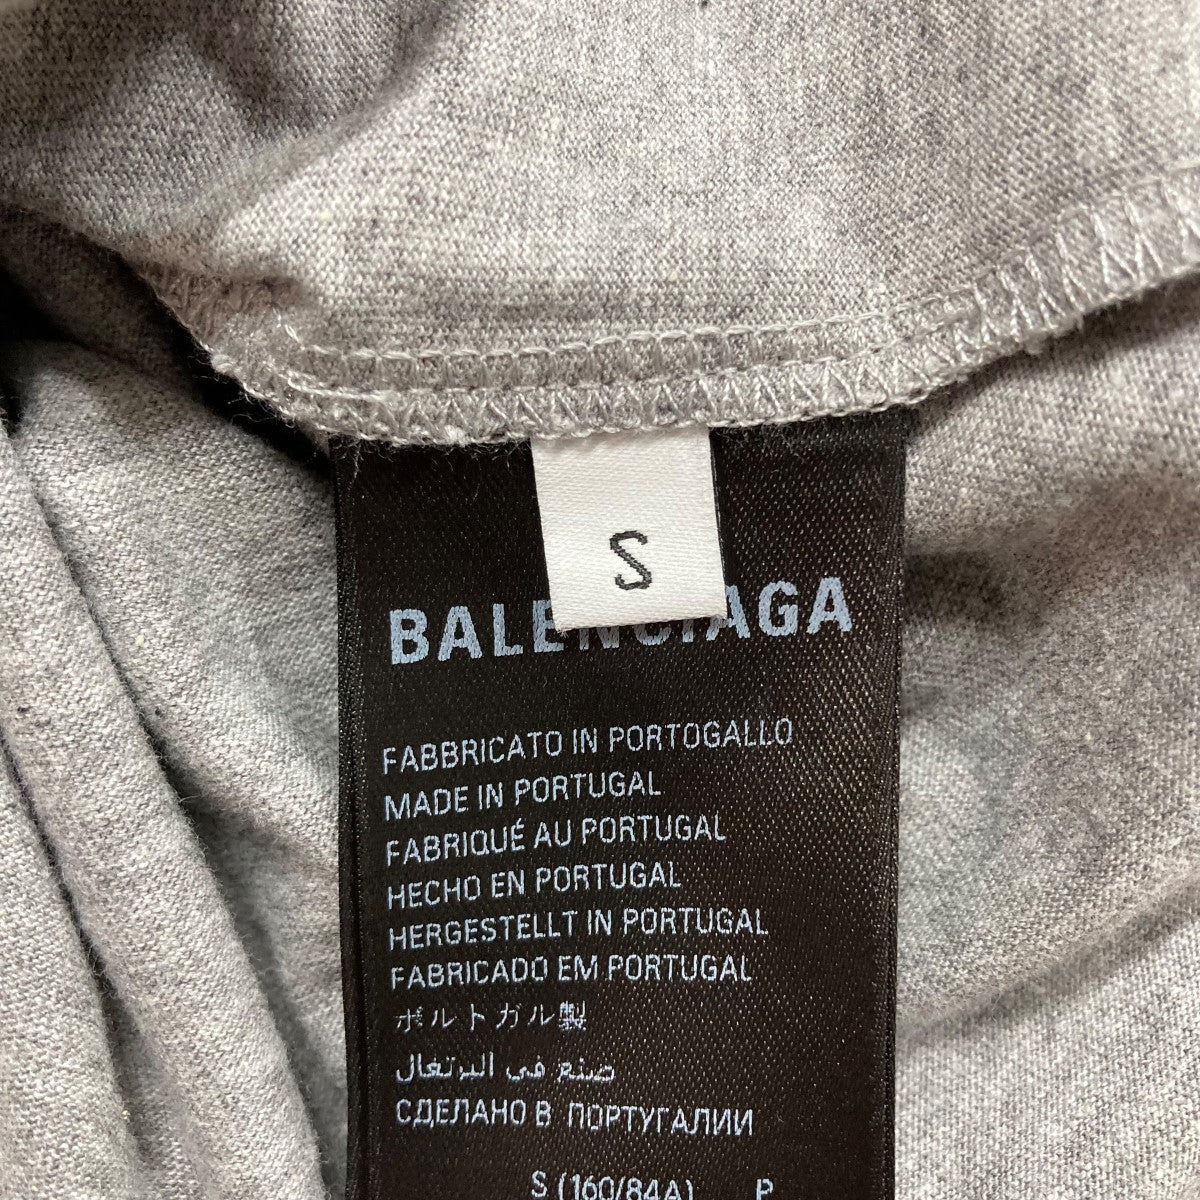 S
BALENCIAGA
FABBRICATO IN PORTOGALLO
MADE IN PORTUGAL
FABRIQUÉ AU PORTUGAL
HECHO EN PORTUGAL
HERGESTELLT IN PORTUGAL
FABRICADO EM PORTUGAL
ポルトガル製
صنع في البرتغال
СДЕЛАНО В ПОРТУГАЛИИ
S (160/84A) P